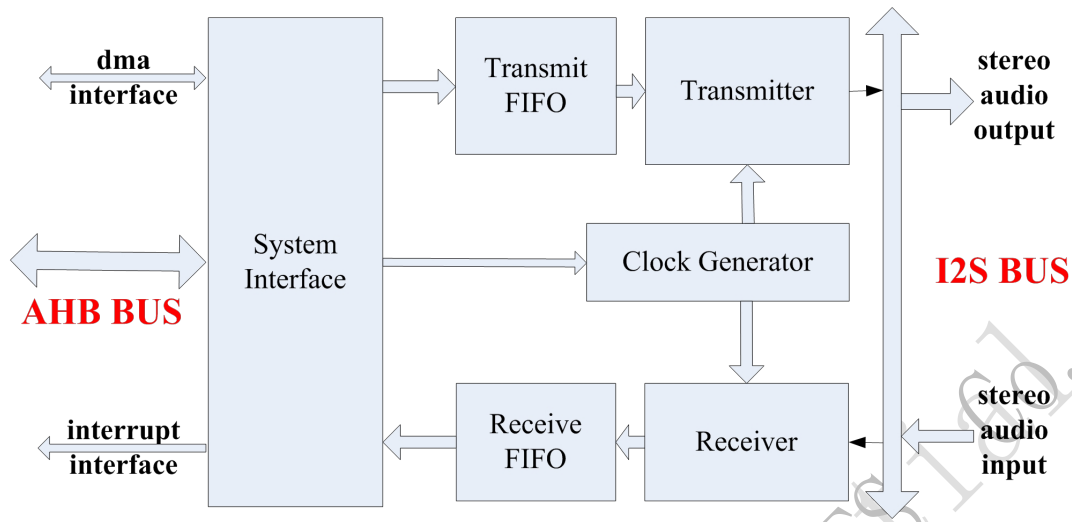 dma
interface
System
Interface
Transmit
FIFO
Transmitter
stereo
audio
output
AHB BUS
Clock Generator
I2S BUS
interrupt
interface
Receive
FIFO
Receiver
stereo
audio
input